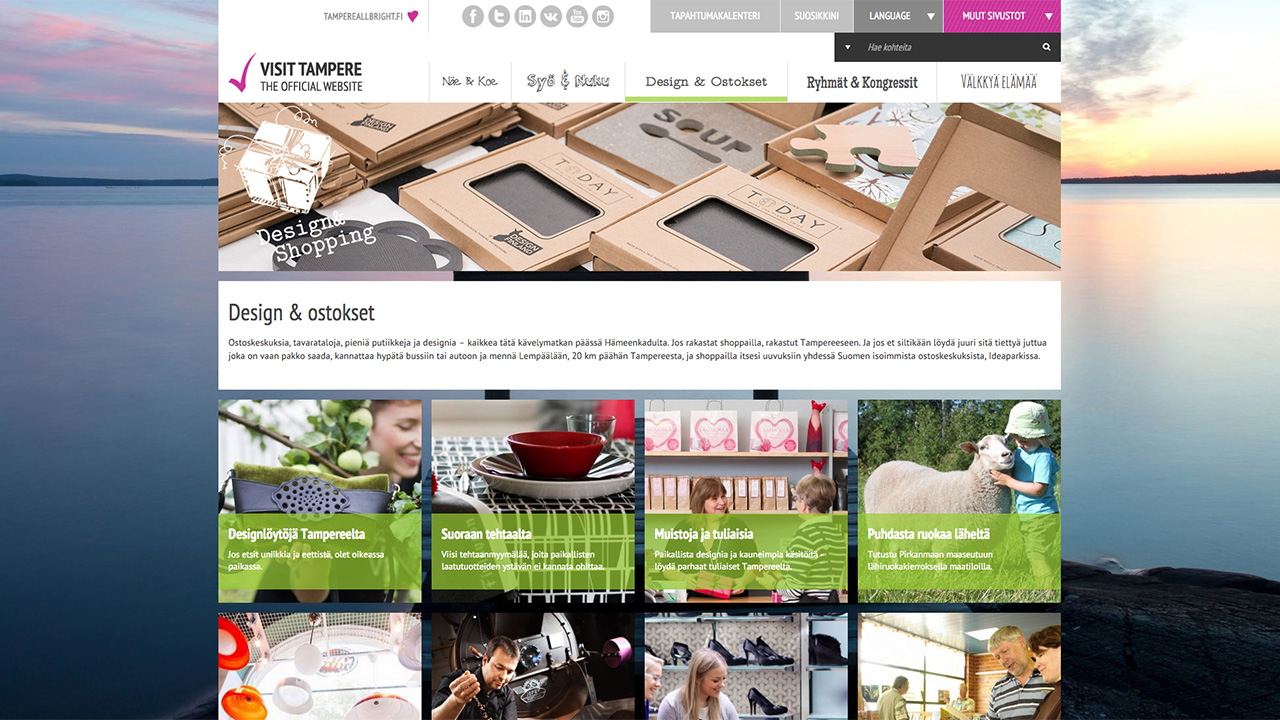 TAMPEREALLBRIGHT.FI
TAPAHTUMAKALENTERI
SUOSIKKINI
LANGUAGE
MUUT SIVUSTOT
Hae kohteita
VISIT TAMPERE
THE OFFICIAL WEBSITE
Näe & Koe
Syö & Nuku
Design & Ostokset
Ryhmät & Kongressit
VÄLKKYÄ ELÄMÄÄ
Design&
Shopping
DESIGN
FINLAND
SOUP
TODAY
DESIGN
FINLAND
TODAY
Design & ostokset
Ostoskeskuksia, tavarataloja, pieniä putiikkeja ja designia – kaikkea tätä kävelymatkan päässä Hämeenkadulta. Jos rakastat shoppailla, rakastut Tampereeseen. Ja jos et siltikään löydä juuri sitä tiettyä juttua
joka on vaan pakko saada, kannattaa hypätä bussiin tai autoon ja mennä Lempäälään, 20 km päähän Tampereesta, ja shoppailla itsesi uuvuksiin yhdessä Suomen isoimmista ostoskeskuksista, Ideaparkissa.
Designlöytöjä Tampereelta
Jos etsit uniikkia ja eettistä, olet oikeassa
paikassa.
Suoraan tehtaalta
Viisi tehtaanmyymälää, joita paikallisten
laatutuotteiden ystävän ei kannata ohittaa.
Muistoja ja tuliaisia
Paikallista designia ja kauneimpia käsitöitä -
löydä parhaat tuliaiset Tampereelta.
Puhdasta ruokaa läheltä
Tutustu Pirkanmaan maaseutuun
lähiruokakierroksella maatiloilla.